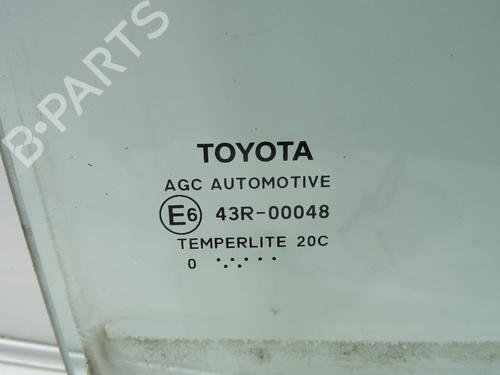 B-PARTS
TOYOTA
AGC AUTOMOTIVE
E6 43R-00048
TEMPERLITE 20C
0 ..:.....